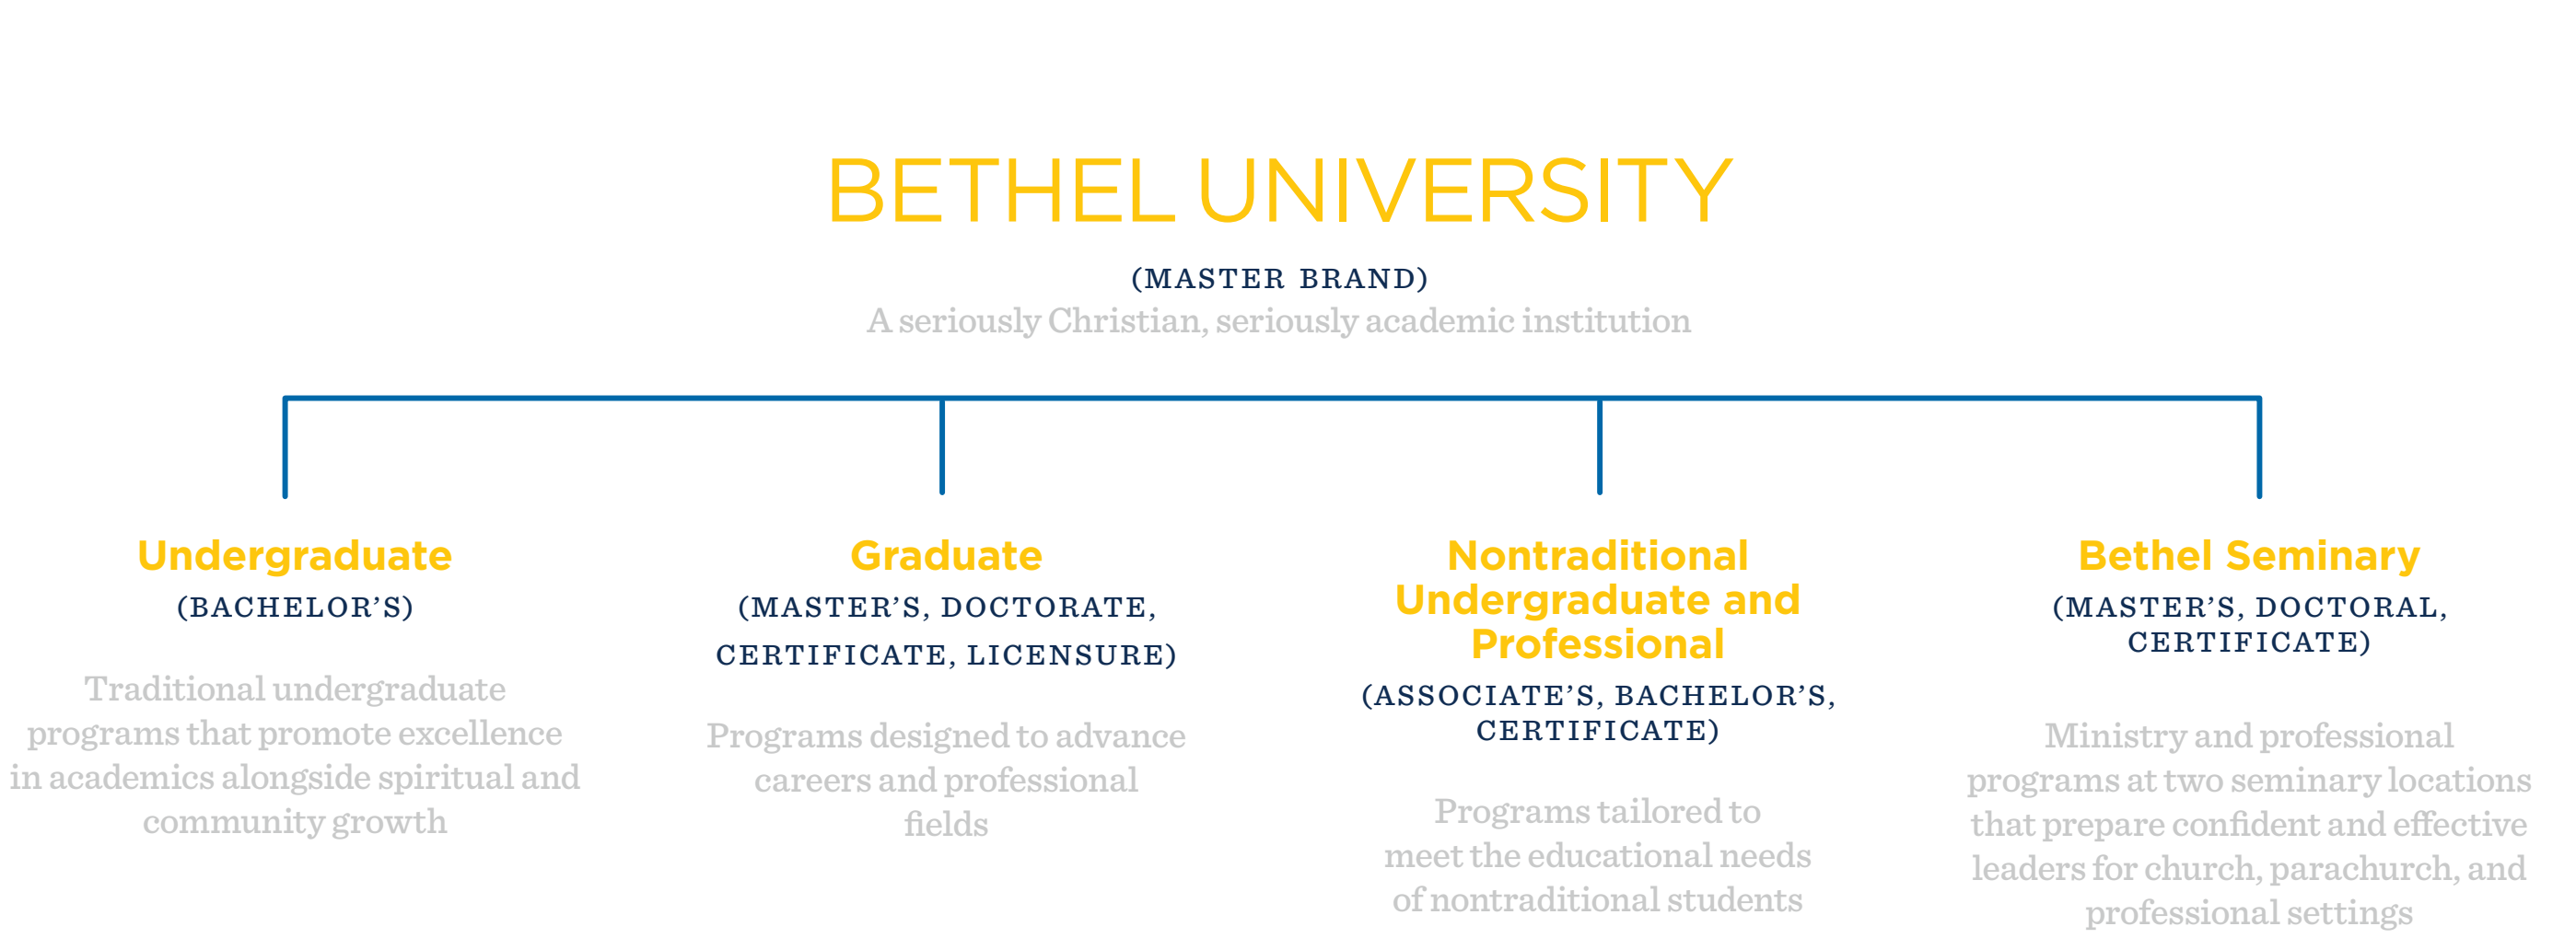 BETHEL UNIVERSITY
(MASTER BRAND)
A seriously Christian, seriously academic institution
Undergraduate
(BACHELOR’S)
Traditional undergraduate
programs that promote excellence
in academics alongside spiritual and
community growth
Graduate
(MASTER’S, DOCTORATE,
CERTIFICATE, LICENSURE)
Programs designed to advance
careers and professional
fields
Nontraditional
Undergraduate and
Professional
(ASSOCIATE’S, BACHELOR’S,
CERTIFICATE)
Programs tailored to
meet the educational needs
of nontraditional students
Bethel Seminary
(MASTER’S, DOCTORAL,
CERTIFICATE)
Ministry and professional
programs at two seminary locations
that prepare confident and effective
leaders for church, parachurch, and
professional settings